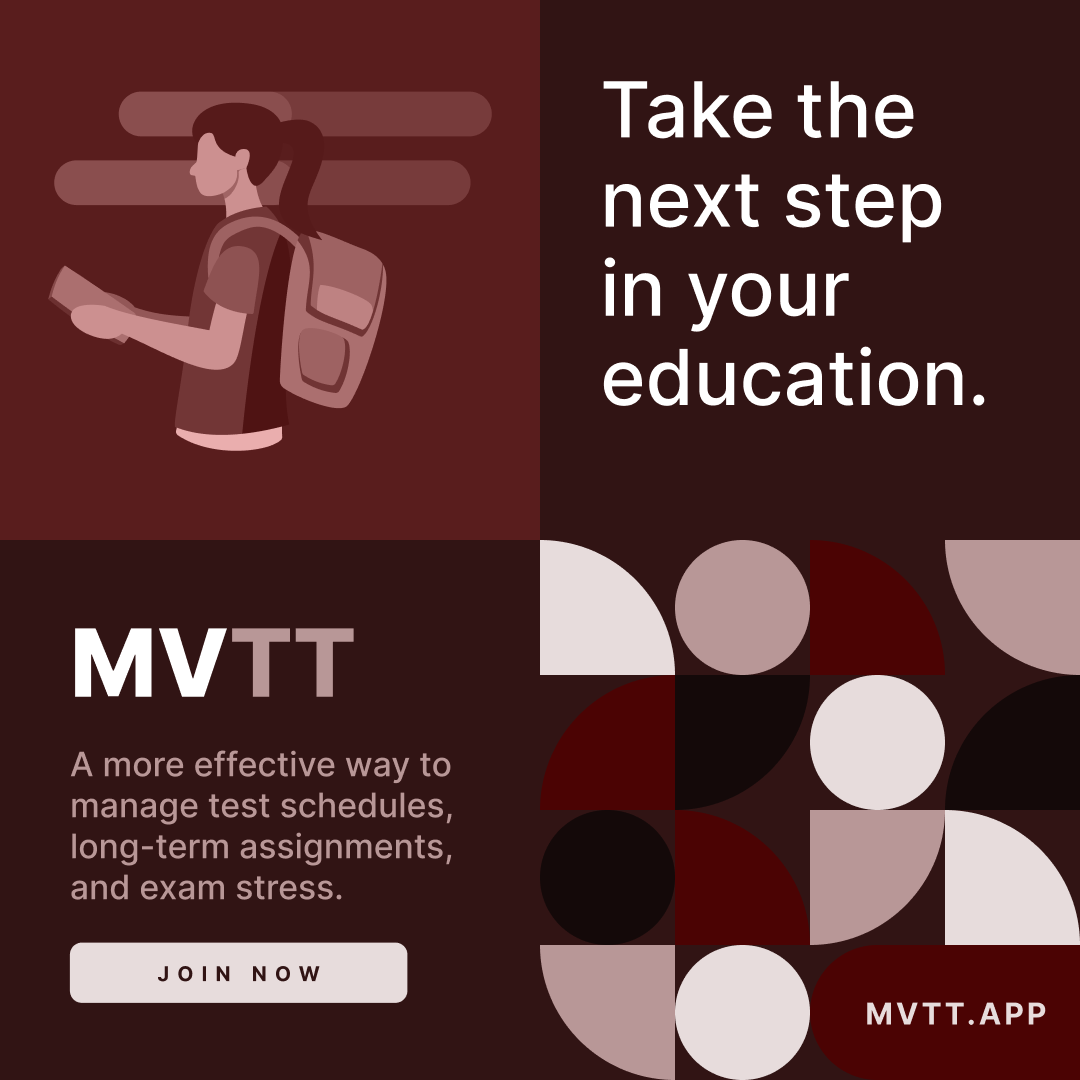 Take the
next step
in your
education.
MVTT
A more effective way to
manage test schedules,
long-term assignments,
and exam stress.
JOIN NOW
MVTT.APP